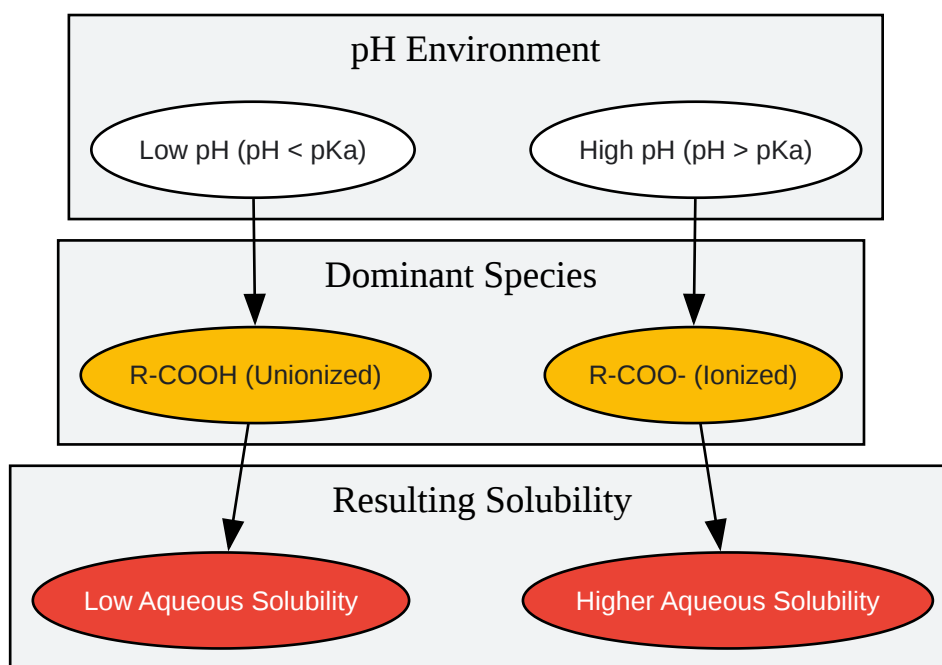 pH Environment
Low pH (pH < pKa)
High pH (pH > pKa)
Dominant Species
R-COOH (Unionized)
R-COO- (Ionized)
Resulting Solubility
Low Aqueous Solubility
Higher Aqueous Solubility